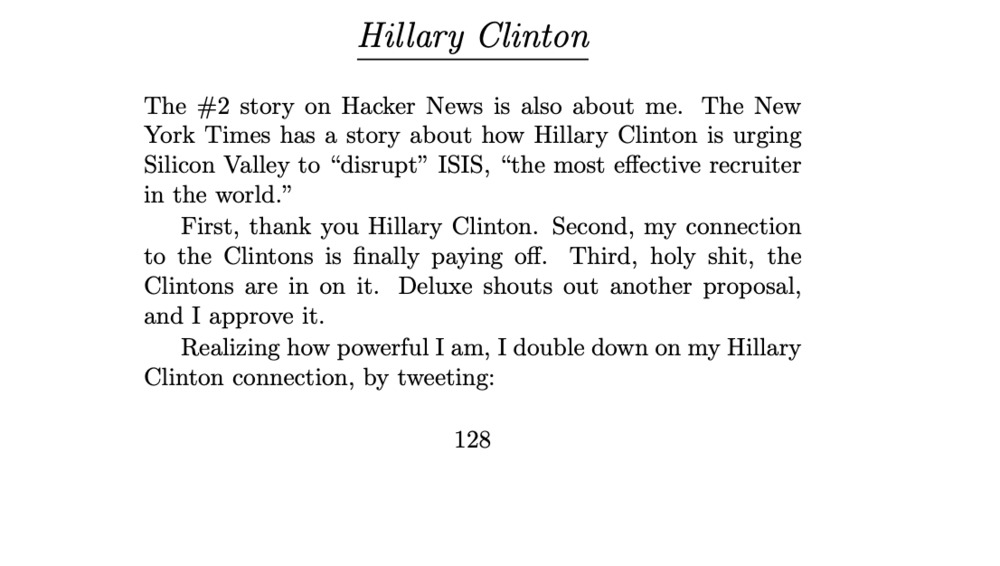 Hillary Clinton
The #2 story on Hacker News is also about me. The New
York Times has a story about how Hillary Clinton is urging
Silicon Valley to “disrupt” ISIS, “the most effective recruiter
in the world.”
First, thank you Hillary Clinton. Second, my connection
to the Clintons is finally paying off. Third, holy shit, the
Clintons are in on it. Deluxe shouts out another proposal,
and I approve it.
Realizing how powerful I am, I double down on my Hillary
Clinton connection, by tweeting:
128